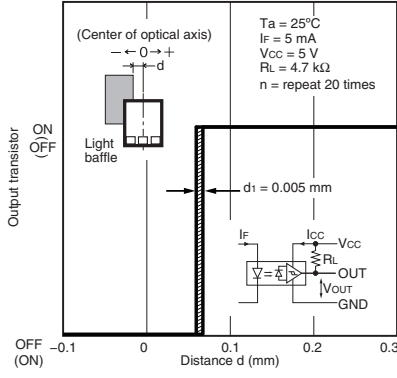 (Center of optical axis)
− ← 0 → +
d
Light
baffle
Ta = 25°C
IF = 5 mA
VCC = 5 V
RL = 4.7 kΩ
n = repeat 20 times
Output transistor
ON
(OFF)
d1 = 0.005 mm
IF
ICC
VCC
RL
OUT
VOUT
GND
OFF
(ON)
−0.1 0 0.1 0.2 0.3
Distance d (mm)